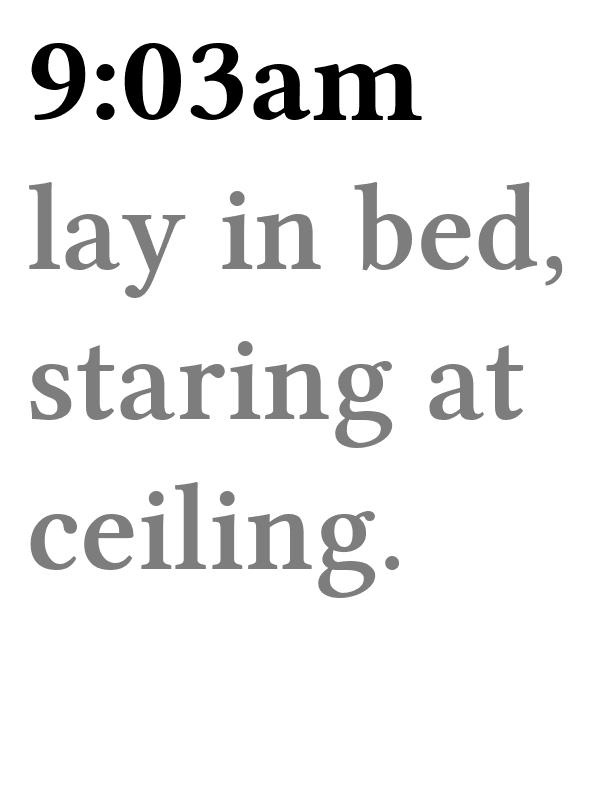 9:03am
lay in bed,
staring at
ceiling.